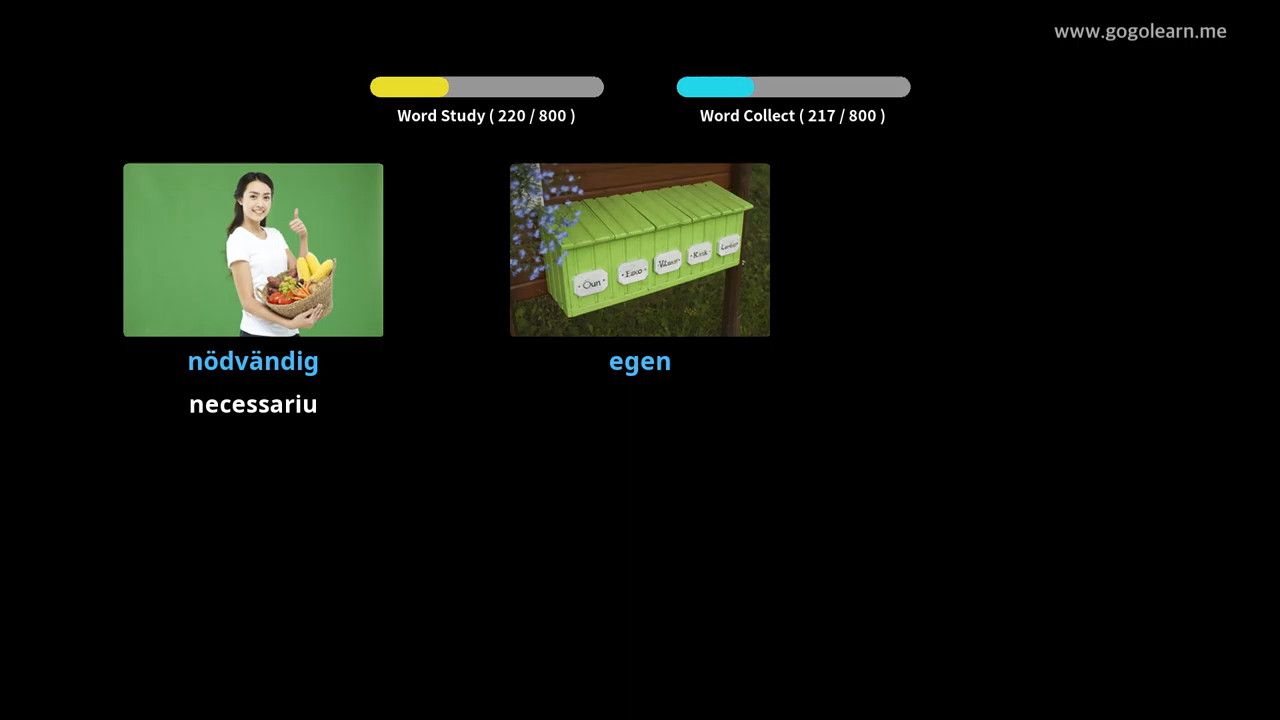 www.gogolearn.me
Word Study ( 220 / 800 )
Word Collect ( 217 / 800 )
nödvändig
egen
necessariu